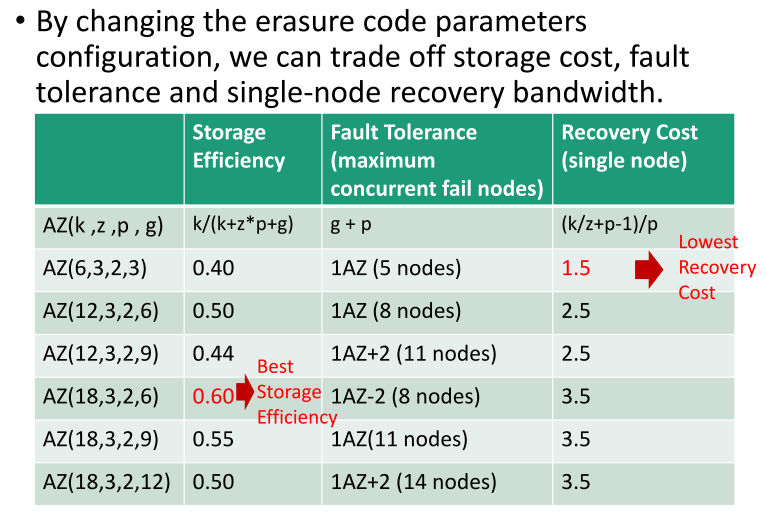 • By changing the erasure code parameters
configuration, we can trade off storage cost, fault
tolerance and single-node recovery bandwidth.
Storage Efficiency Fault Tolerance (maximum concurrent fail nodes) Recovery Cost (single node)
AZ(k ,z ,p , g) k/(k+z*p+g) g + p (k/z+p-1)/p
AZ(6,3,2,3) 0.40 1AZ (5 nodes) 1.5
Lowest
Recovery
Cost
AZ(12,3,2,6) 0.50 1AZ (8 nodes) 2.5
AZ(12,3,2,9) 0.44 1AZ+2 (11 nodes) 2.5
AZ(18,3,2,6) 0.60 1AZ-2 (8 nodes) 3.5
Best
Storage
Efficiency
AZ(18,3,2,9) 0.55 1AZ(11 nodes) 3.5
AZ(18,3,2,12) 0.50 1AZ+2 (14 nodes) 3.5